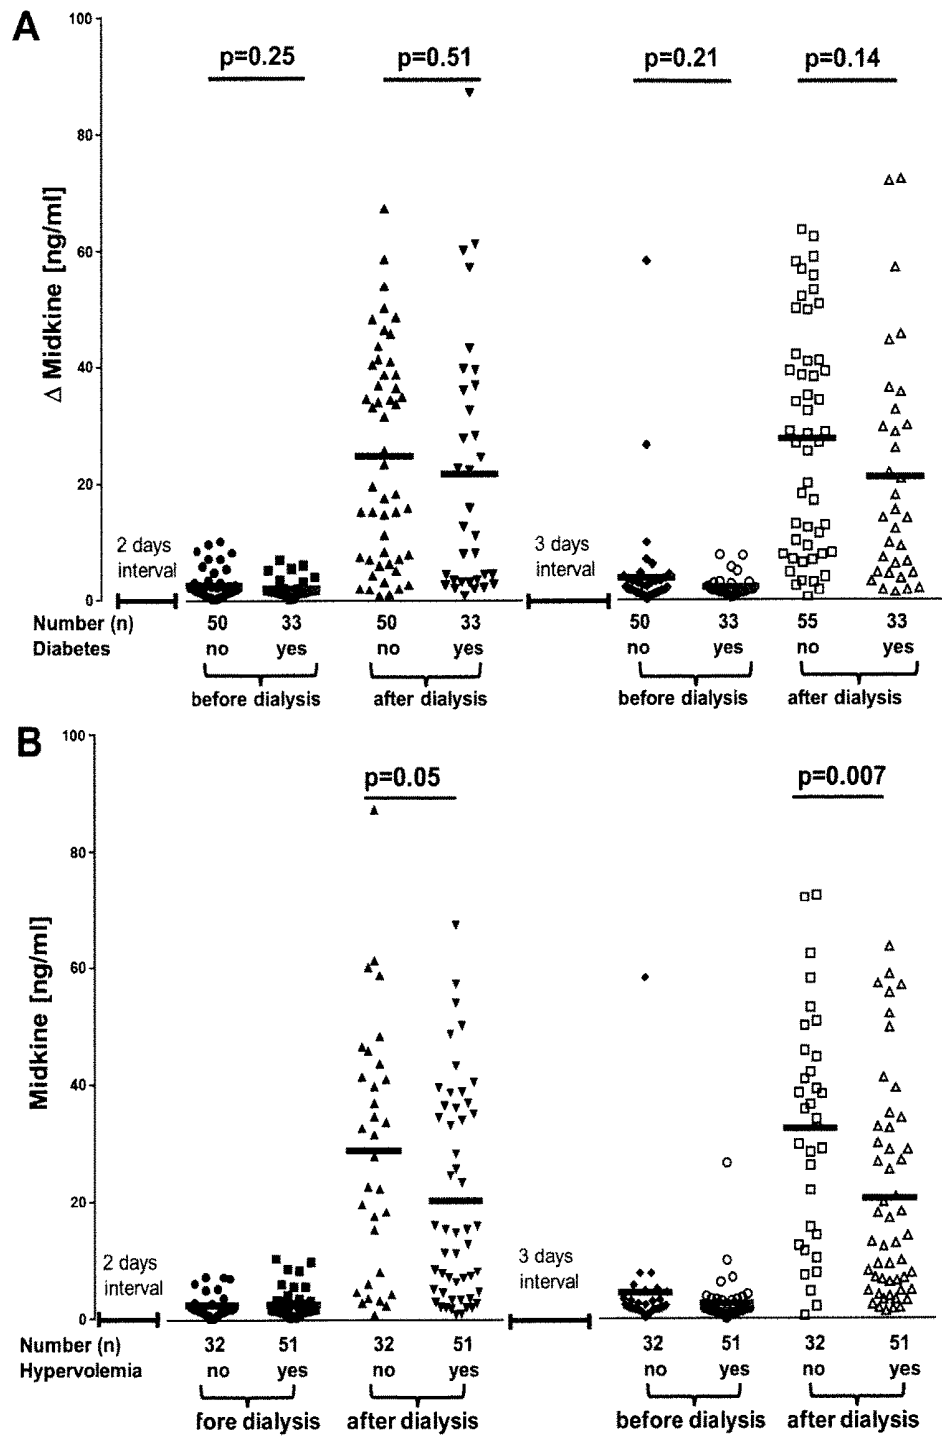 A
100
p=0.25 p=0.51 p=0.21 p=0.14
80
60
Δ Midkine [ng/ml]
40
20
2 days
interval
3 days
interval
0
Number (n) 50 33 50 33 50 33 55 33
Diabetes no yes no yes no yes no yes
before dialysis after dialysis before dialysis after dialysis
B
100
p=0.05 p=0.007
80
60
Midkine [ng/ml]
40
20
2 days
interval
3 days
interval
0
Number (n) 32 51 32 51 32 51 32 51
Hypervolemia no yes no yes no yes no yes
fore dialysis after dialysis before dialysis after dialysis